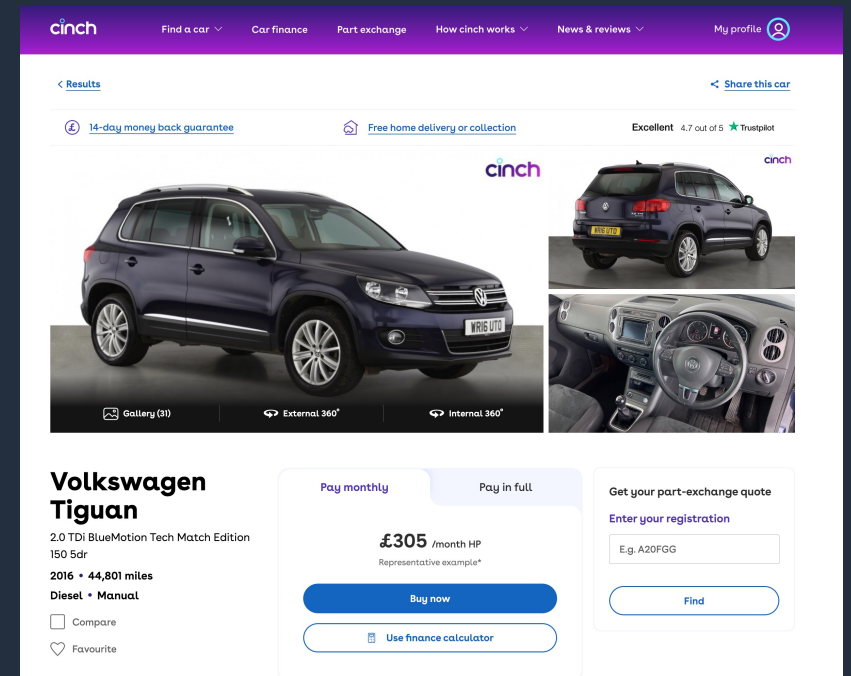 cinch
Find a car
Car finance
Part exchange
How cinch works
News & reviews
My profile
Results
Share this car
14-day money back guarantee
Free home delivery or collection
Excellent 4.7 out of 5 Trustpilot
cinch
WR16 UTO
cinch
WR16 UTO
Gallery (31)
External 360°
Internal 360°
Volkswagen
Tiguan
2.0 TDi BlueMotion Tech Match Edition
150 5dr
2016 • 44,801 miles
Diesel • Manual
Compare
Favourite
Pay monthly
Pay in full
£305 /month HP
Representative example*
Buy now
Use finance calculator
Get your part-exchange quote
Enter your registration
E.g. A20FGG
Find